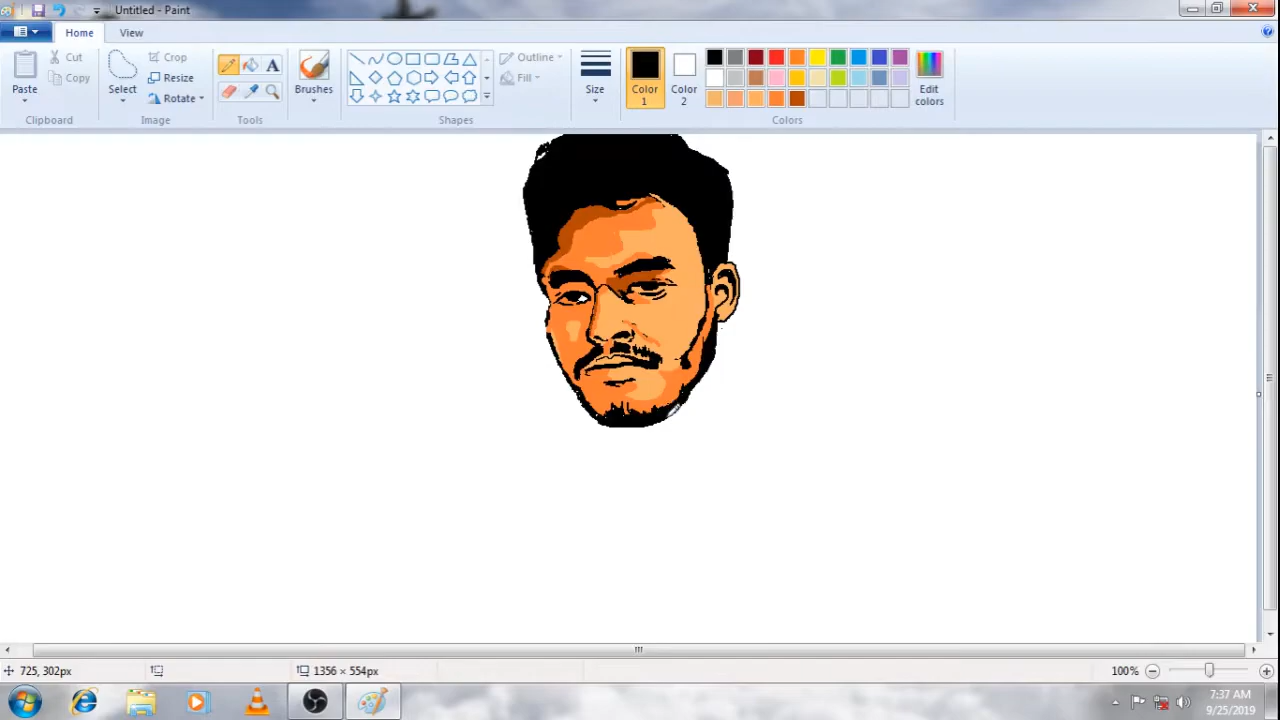 Untitled - Paint
Home View
Paste
Cut
Copy
Clipboard
Select
Crop
Resize
Rotate
Image
Tools
Brushes
Shapes
Outline
Fill
Size
Color 1
Color 2
Colors
Edit colors
725, 302px
1356 × 554px
100%
7:37 AM
9/25/2019